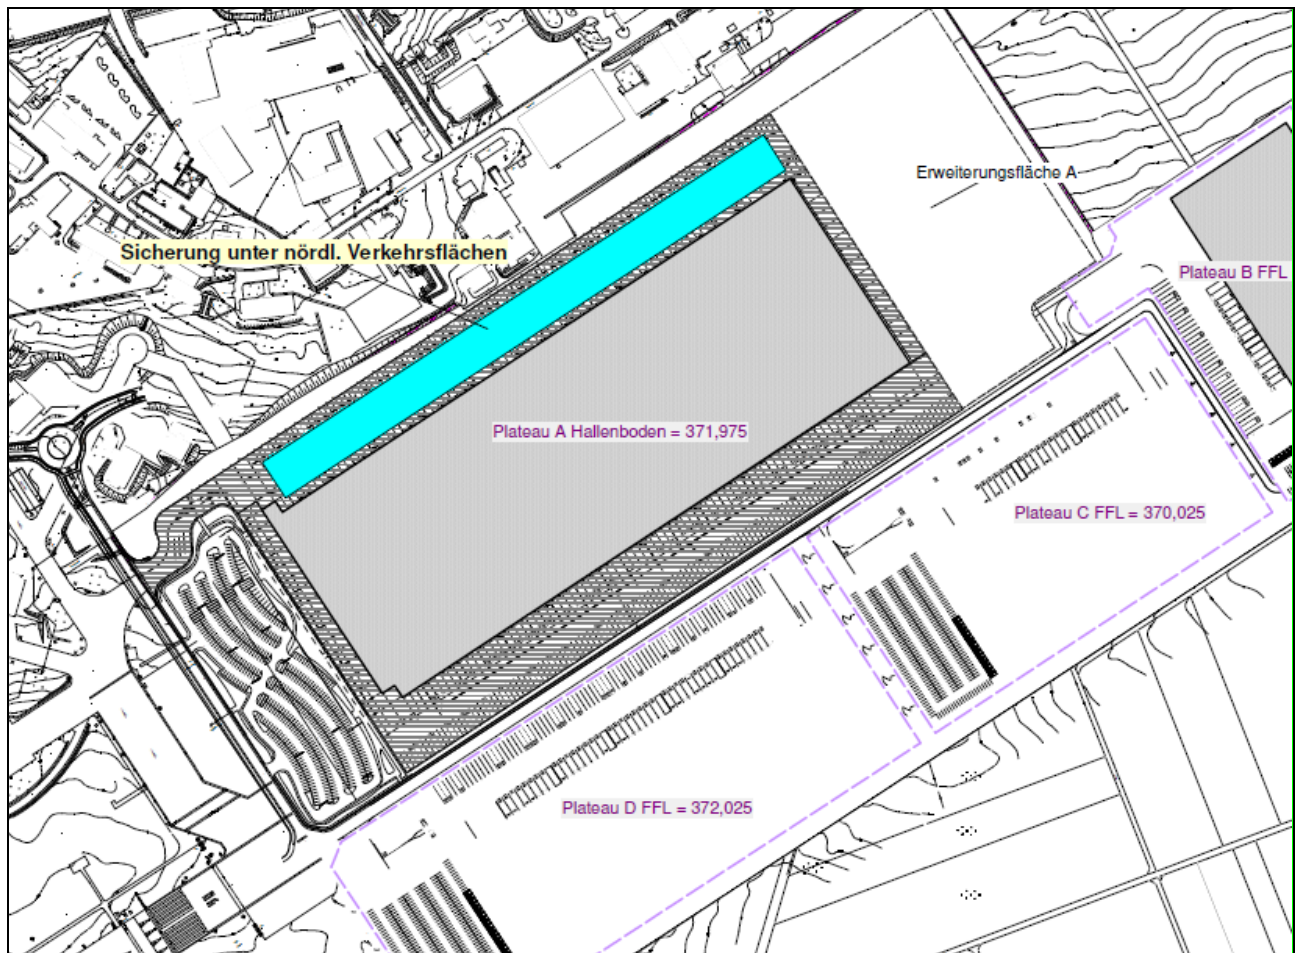 Erweiterungsfläche A
Sicherung unter nördl. Verkehrsflächen
Plateau B FFL
Plateau A Hallenboden = 371,975
Plateau C FFL = 370,025
Plateau D FFL = 372,025